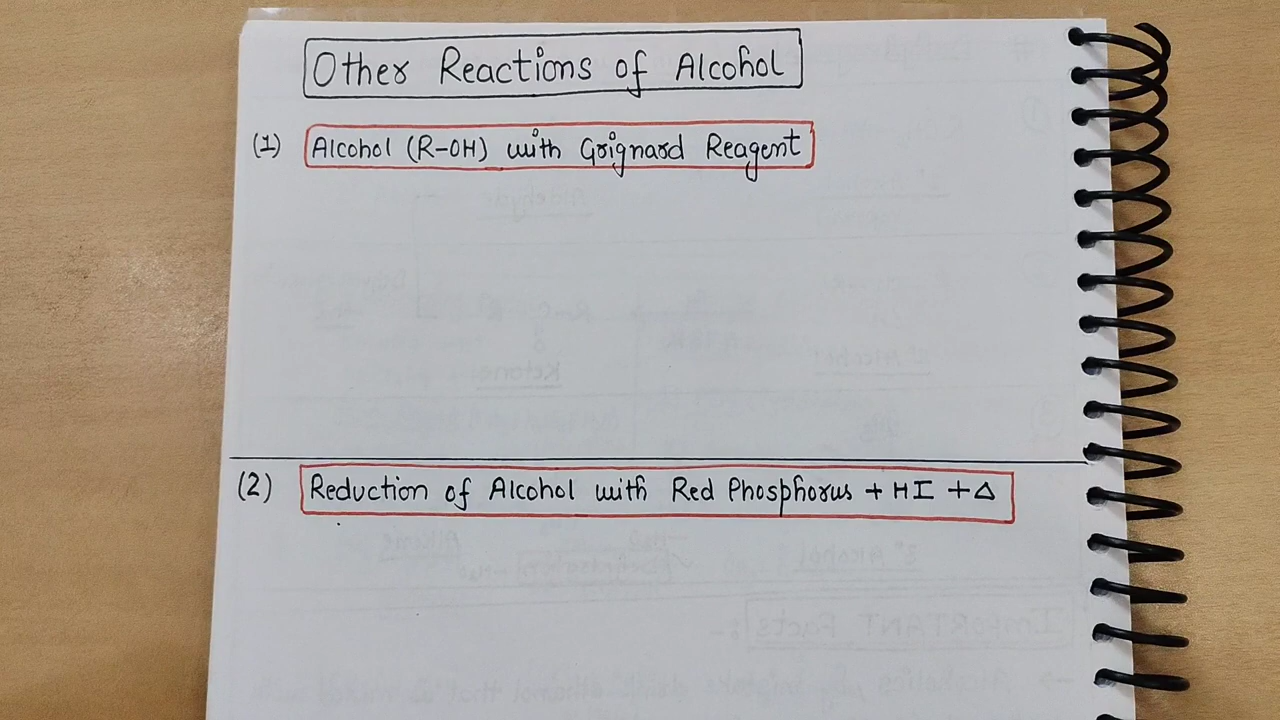 Other Reactions of Alcohol
(1) Alcohol (R-OH) with Grignard Reagent
(2) Reduction of Alcohol with Red Phosphorus + HI + Δ